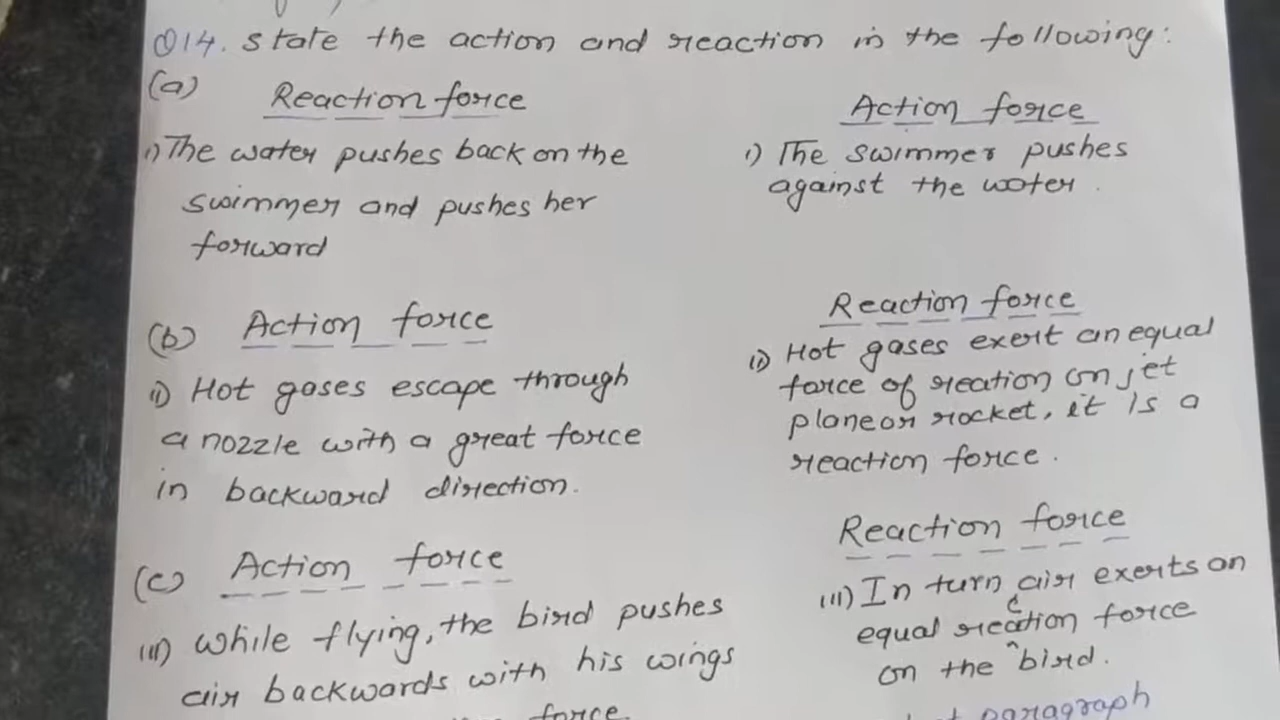 Q14. state the action and reaction in the following:
(a) Reaction force
i) The water pushes back on the
swimmer and pushes her
forward
Action force
i) The swimmer pushes
against the water.
(b) Action force
ii) Hot gases escape through
a nozzle with a great force
in backward direction.
Reaction force
ii) Hot gases exert an equal
force of reation on jet
plane or rocket, it is a
reaction force.
(c) Action force
iii) while flying, the bird pushes
air backwards with his wings
force
Reaction force
iii) In turn air exerts an
equal reaction force
on the bird.
paragraph